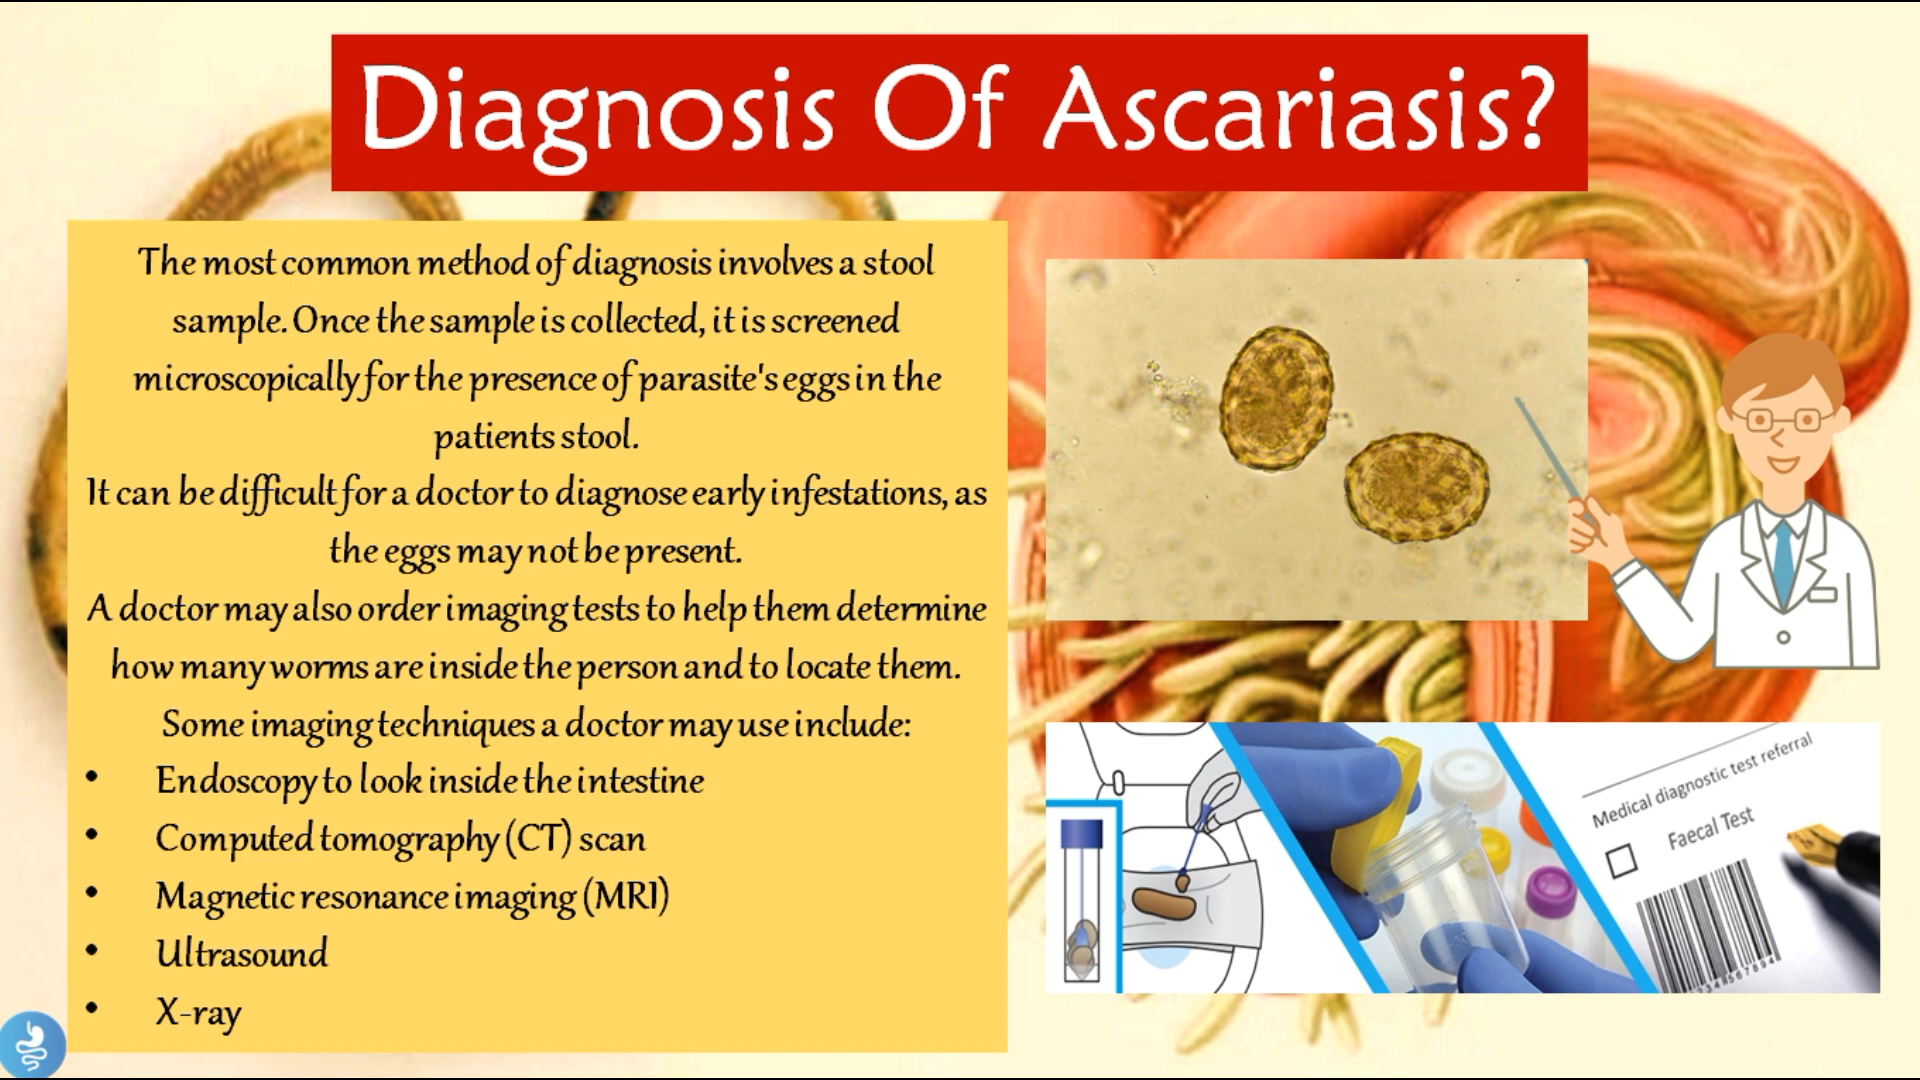 Diagnosis Of Ascariasis?
The most common method of diagnosis involves a stool
sample. Once the sample is collected, it is screened
microscopically for the presence of parasite's eggs in the
patients stool.
It can be difficult for a doctor to diagnose early infestations, as
the eggs may not be present.
A doctor may also order imaging tests to help them determine
how many worms are inside the person and to locate them.
Some imaging techniques a doctor may use include:
• Endoscopy to look inside the intestine
• Computed tomography (CT) scan
• Magnetic resonance imaging (MRI)
• Ultrasound
• X-ray
Medical diagnostic test referral
Faecal Test